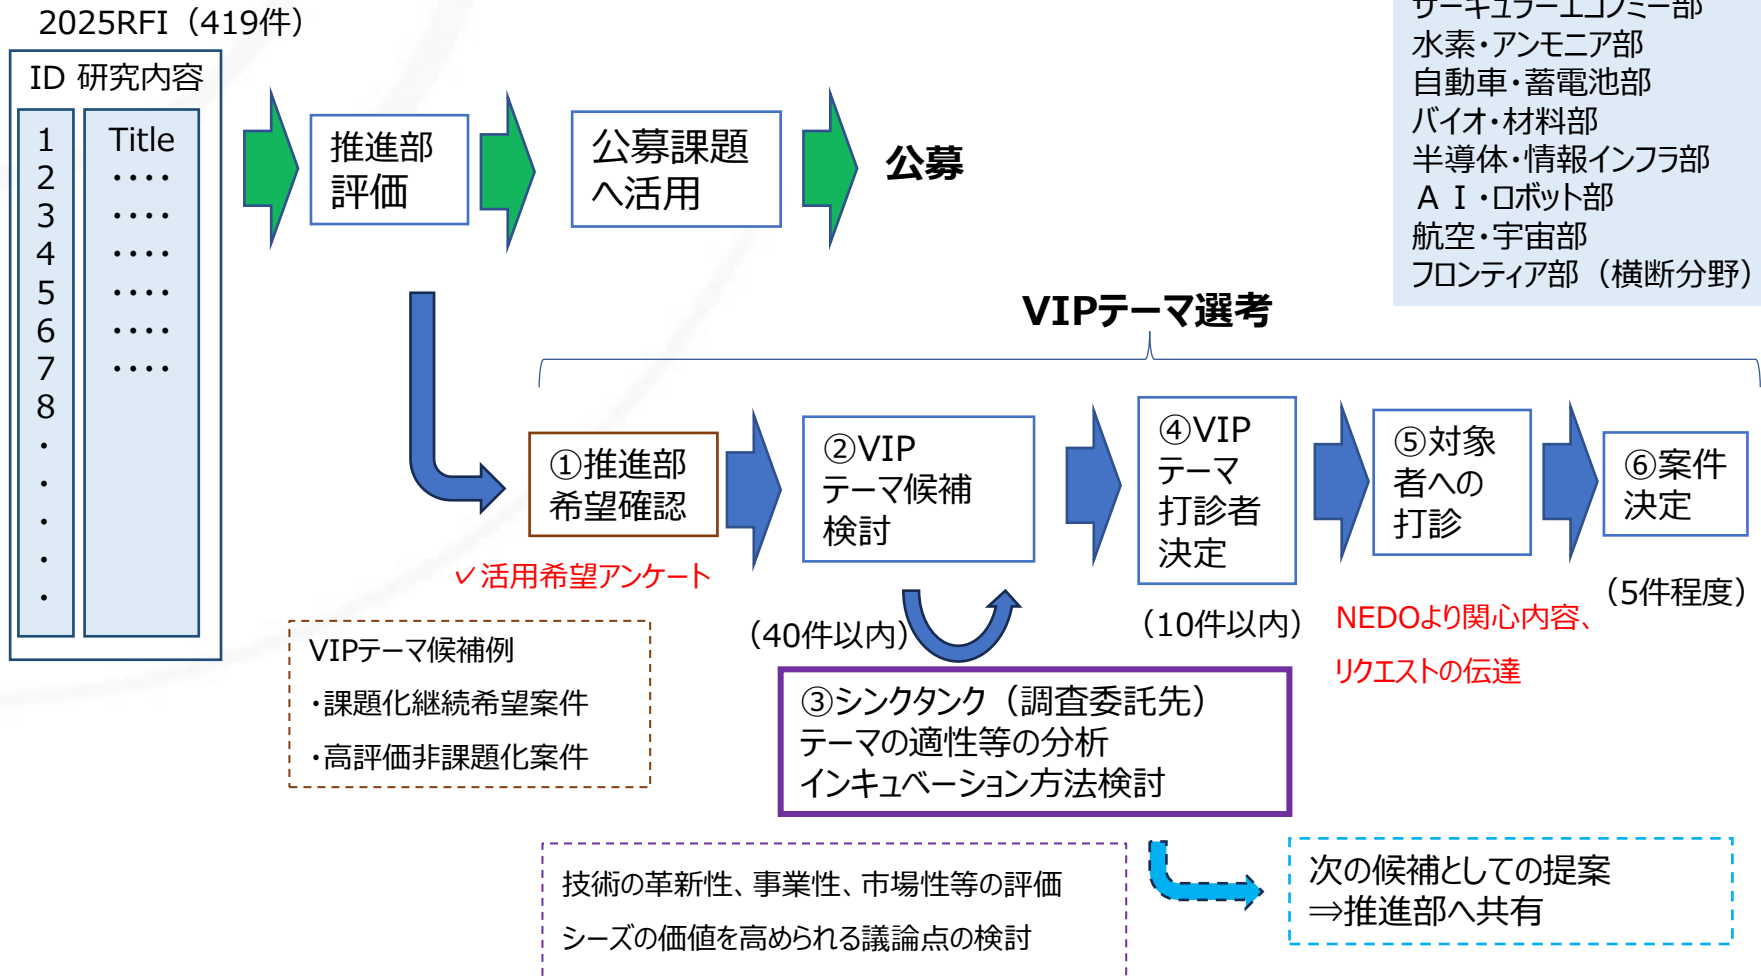 2025RFI（419件）
ID 研究内容
1
2
3
4
5
6
7
8
・
・
・
・
・
Title
・・・・
・・・・
・・・・
・・・・
・・・・
・・・・
推進部
評価
公募課題
へ活用
公募
サーキュラーエコノミー部
水素・アンモニア部
自動車・蓄電池部
バイオ・材料部
半導体・情報インフラ部
ＡＩ・ロボット部
航空・宇宙部
フロンティア部（横断分野）
VIPテーマ選考
①推進部
希望確認
✓活用希望アンケート
②VIP
テーマ候補
検討
（40件以内）
④VIP
テーマ
打診者
決定
（10件以内）
⑤対象
者への
打診
NEDOより関心内容、
リクエストの伝達
⑥案件
決定
（5件程度）
VIPテーマ候補例
・課題化継続希望案件
・高評価非課題化案件
③シンクタンク（調査委託先）
テーマの適性等の分析
インキュベーション方法検討
技術の革新性、事業性、市場性等の評価
シーズの価値を高められる議論点の検討
次の候補としての提案
⇒推進部へ共有